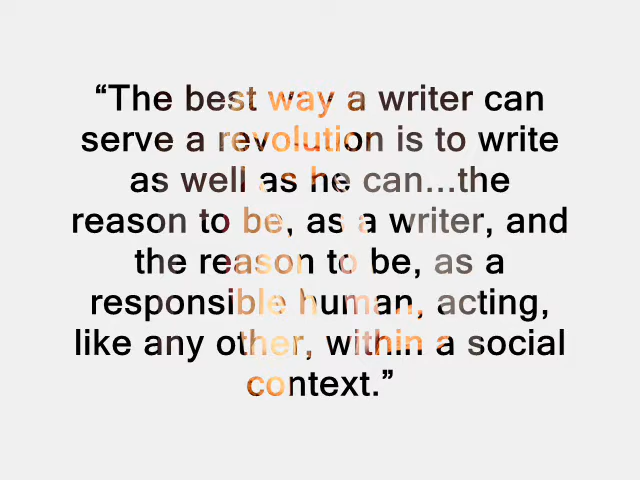 “The best way a writer can
serve a revolution is to write
as well as he can...the
reason to be, as a writer, and
the reason to be, as a
responsible human, acting,
like any other, within a social
context.”